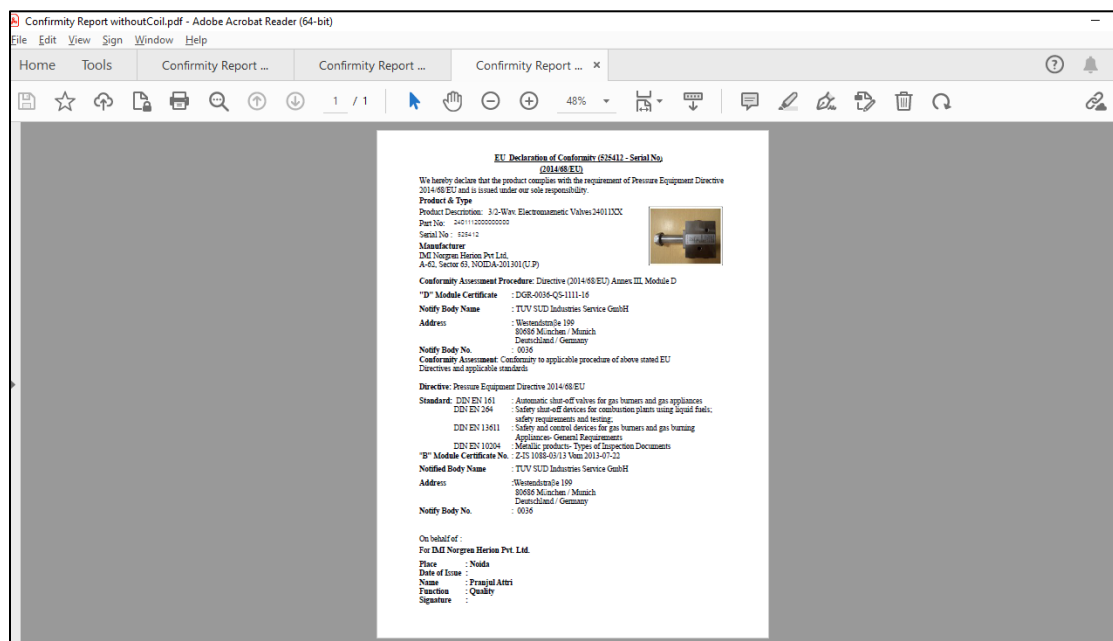 Confirmity Report withoutCoil.pdf - Adobe Acrobat Reader (64-bit)
File Edit View Sign Window Help
Home Tools Confirmity Report ... Confirmity Report ... Confirmity Report ... ×
1 / 1 48%
EU Declaration of Conformity (525412 - Serial No)
(2014/68/EU)
We hereby declare that the product complies with the requirement of Pressure Equipment Directive
2014/68/EU and is issued under our sole responsibility.
Product & Type
Product Description: 3/2-Way. Electromagnetic Valves 24011XX
Part No: 2401112000000000
Serial No : 525412
Manufacturer
IMI Norgren Herion Pvt Ltd,
A-62, Sector 63, NOIDA-201301(U.P)
Conformity Assessment Procedure: Directive (2014/68/EU) Annex III, Module D
"D" Module Certificate : DGR-0036-QS-1111-16
Notify Body Name : TUV SUD Industries Service GmbH
Address : Westendstraße 199
80686 München / Munich
Deutschland / Germany
Notify Body No. : 0036
Conformity Assessment: Conformity to applicable procedure of above stated EU
Directives and applicable standards
Directive: Pressure Equipment Directive 2014/68/EU
Standard: DIN EN 161 : Automatic shut-off valves for gas burners and gas appliances
DIN EN 264 : Safety shut-off devices for combustion plants using liquid fuels;
safety requirements and testing;
DIN EN 13611 : Safety and control devices for gas burners and gas burning
Appliances- General Requirements
DIN EN 10204 : Metallic products- Types of Inspection Documents
"B" Module Certificate No. : Z-IS 1088-03/13 Vom 2013-07-22
Notified Body Name : TUV SUD Industries Service GmbH
Address :Westendstraße 199
80686 München / Munich
Deutschland / Germany
Notify Body No. : 0036
On behalf of :
For IMI Norgren Herion Pvt. Ltd.
Place : Noida
Date of Issue :
Name : Pranjul Attri
Function : Quality
Signature :